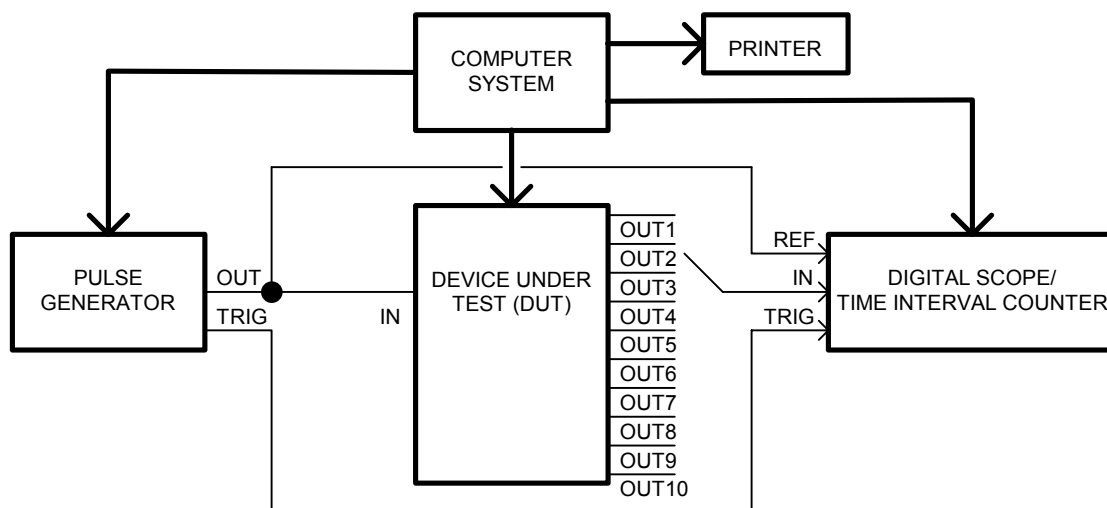 COMPUTER
SYSTEM
PRINTER
PULSE
GENERATOR
OUT
TRIG
IN
DEVICE UNDER
TEST (DUT)
OUT1
OUT2
OUT3
OUT4
OUT5
OUT6
OUT7
OUT8
OUT9
OUT10
REF
IN
TRIG
DIGITAL SCOPE/
TIME INTERVAL COUNTER